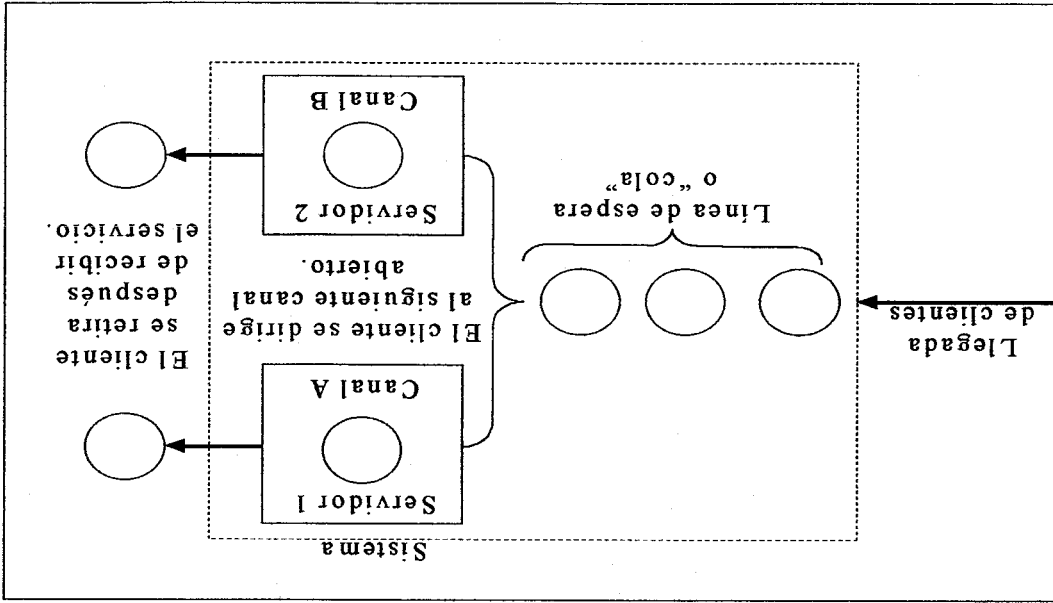 Sistema
Llegada
de clientes
Línea de espera
o "cola"
Servidor 1
Canal A
El cliente se dirige
al siguiente canal
abierto.
Servidor 2
Canal B
El cliente
se retira
después
de recibir
el servicio.